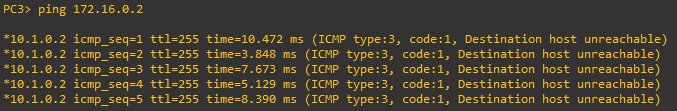 PC3> ping 172.16.0.2
*10.1.0.2 icmp_seq=1 ttl=255 time=10.472 ms (ICMP type:3, code:1, Destination host unreachable)
*10.1.0.2 icmp_seq=2 ttl=255 time=3.848 ms (ICMP type:3, code:1, Destination host unreachable)
*10.1.0.2 icmp_seq=3 ttl=255 time=7.673 ms (ICMP type:3, code:1, Destination host unreachable)
*10.1.0.2 icmp_seq=4 ttl=255 time=5.129 ms (ICMP type:3, code:1, Destination host unreachable)
*10.1.0.2 icmp_seq=5 ttl=255 time=8.390 ms (ICMP type:3, code:1, Destination host unreachable)